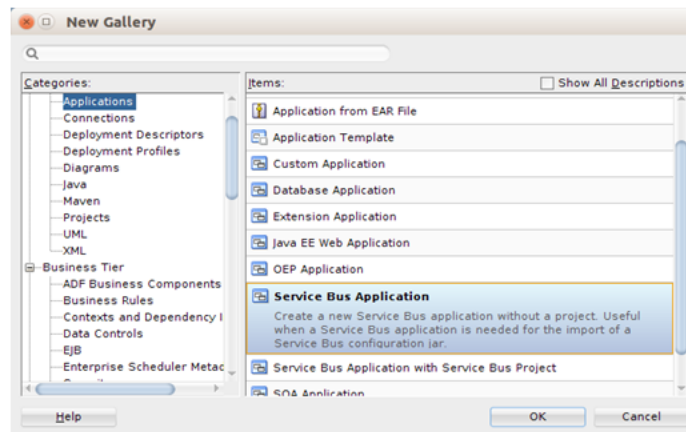 New Gallery
Categories:
Applications
Connections
Deployment Descriptors
Deployment Profiles
Diagrams
Java
Maven
Projects
UML
XML
Business Tier
ADF Business Components
Business Rules
Contexts and Dependency I
Data Controls
EJB
Enterprise Scheduler Metac
Items:
Show All Descriptions
Application from EAR File
Application Template
Custom Application
Database Application
Extension Application
Java EE Web Application
OEP Application
Service Bus Application
Create a new Service Bus application without a project. Useful
when a Service Bus application is needed for the import of a
Service Bus configuration jar.
Service Bus Application with Service Bus Project
SOA Application
Help
OK
Cancel